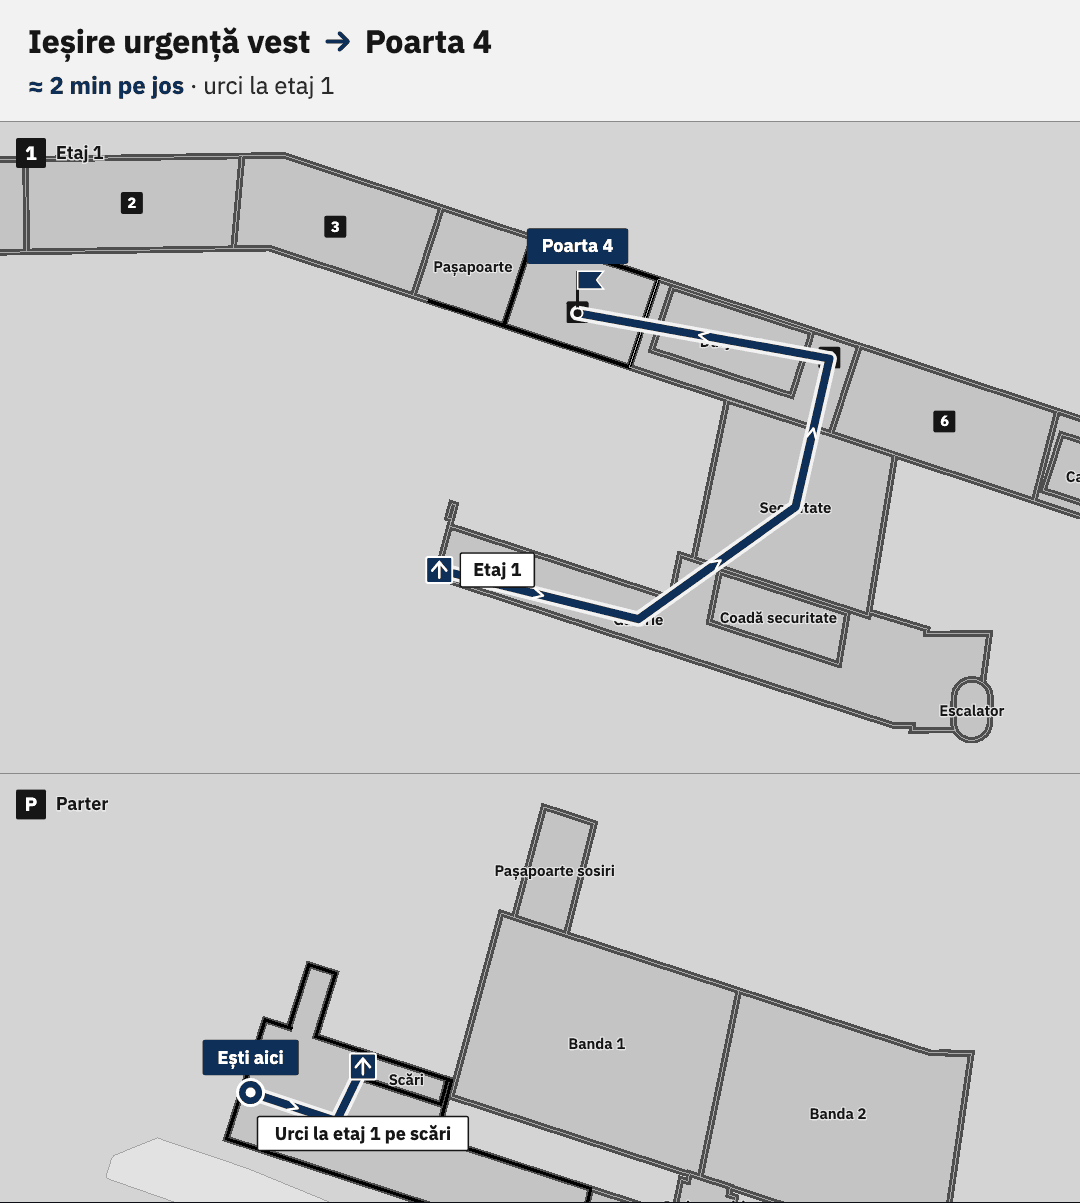 Ieșire urgență vest → Poarta 4
≈ 2 min pe jos · urci la etaj 1
1 Etaj 1
2
3
Pașapoarte
Poarta 4
6
Securitate
Etaj 1
Coadă securitate
Escalator
P Parter
Pașapoarte sosiri
Banda 1
Ești aici
Scări
Banda 2
Urci la etaj 1 pe scări